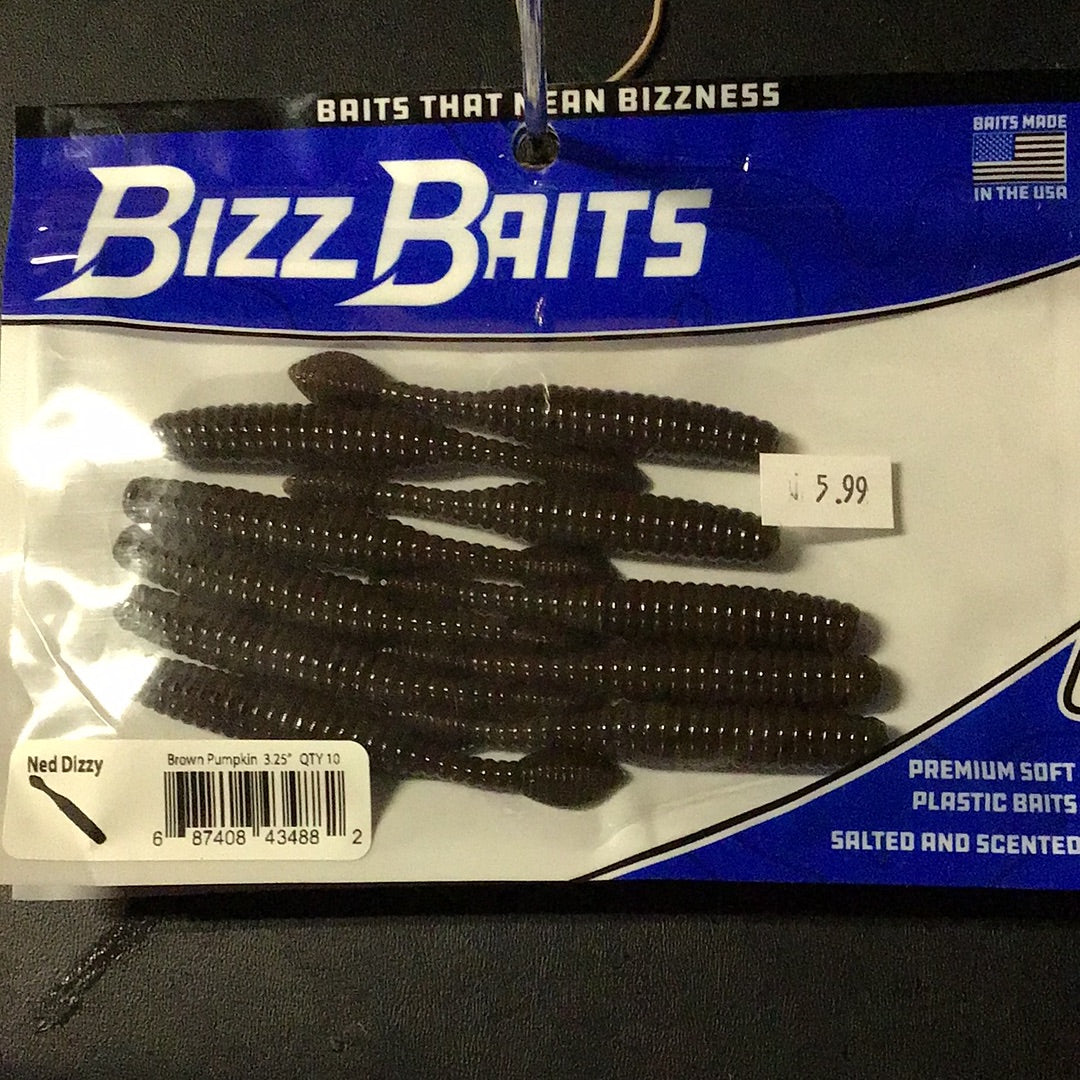 BAITS THAT MEAN BIZZNESS
BIZZ BAITS
BAITS MADE
IN THE USA
5.99
Ned Dizzy
Brown Pumpkin 3.25" QTY 10
6 87408 43488 2
PREMIUM SOFT
PLASTIC BAITS
SALTED AND SCENTED